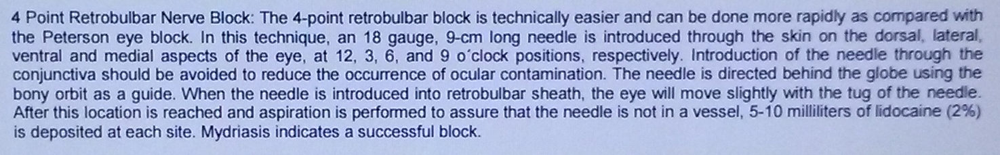 4 Point Retrobulbar Nerve Block: The 4-point retrobulbar block is technically easier and can be done more rapidly as compared with
the Peterson eye block. In this technique, an 18 gauge, 9-cm long needle is introduced through the skin on the dorsal, lateral,
ventral and medial aspects of the eye, at 12, 3, 6, and 9 o´clock positions, respectively. Introduction of the needle through the
conjunctiva should be avoided to reduce the occurrence of ocular contamination. The needle is directed behind the globe using the
bony orbit as a guide. When the needle is introduced into retrobulbar sheath, the eye will move slightly with the tug of the needle.
After this location is reached and aspiration is performed to assure that the needle is not in a vessel, 5-10 milliliters of lidocaine (2%)
is deposited at each site. Mydriasis indicates a successful block.